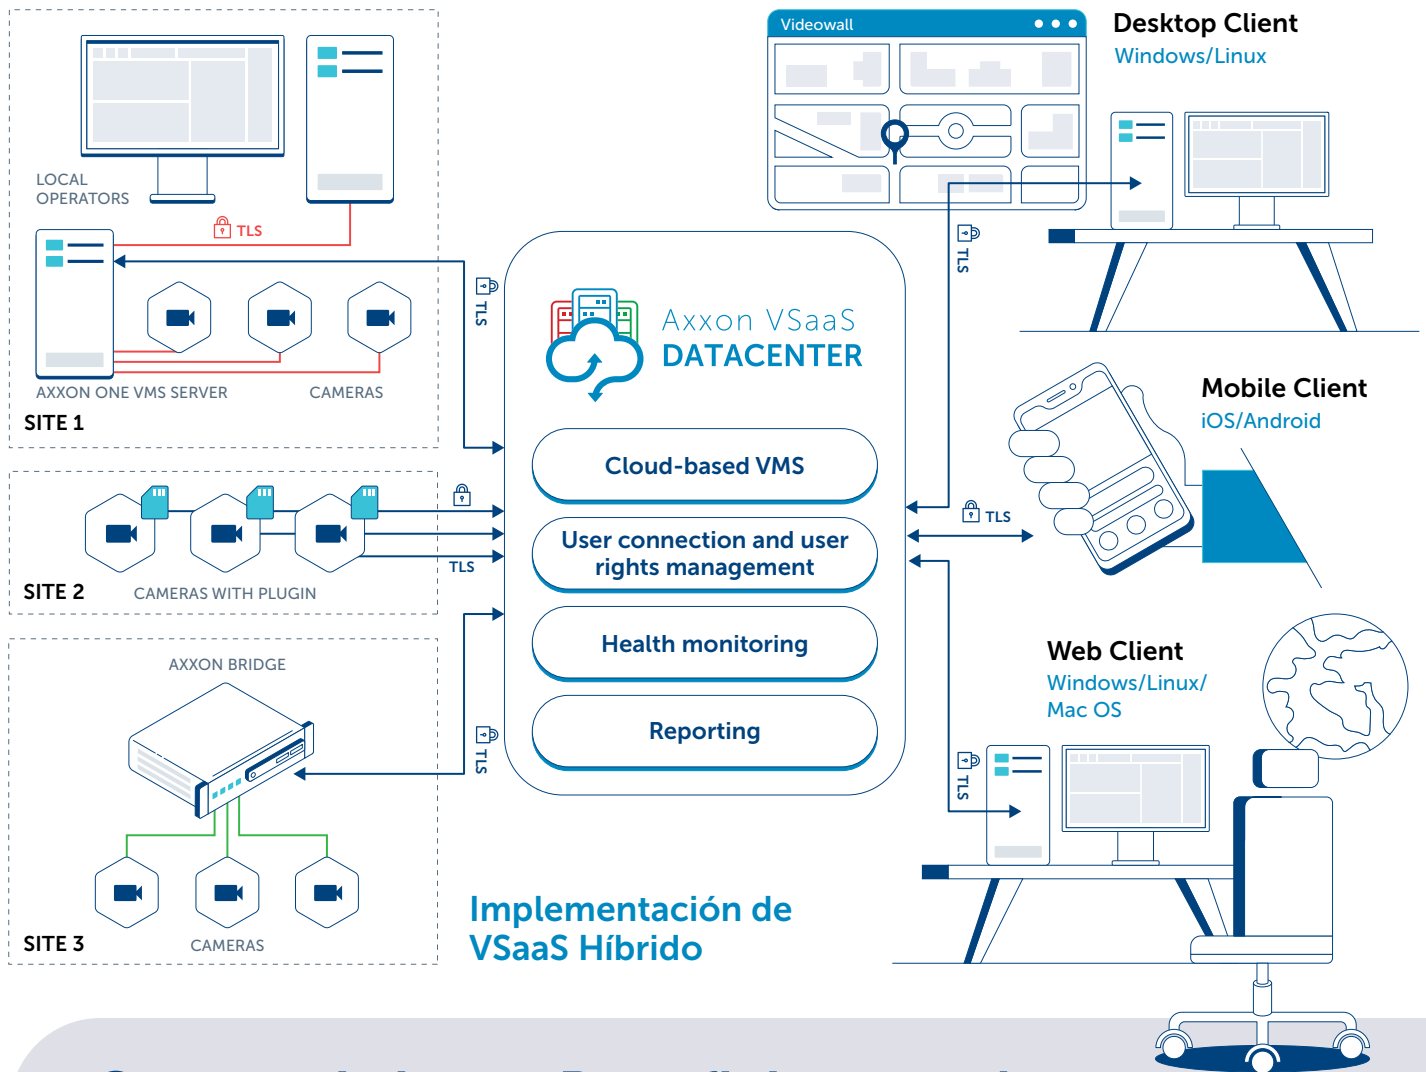 LOCAL
OPERATORS
TLS
AXXON ONE VMS SERVER
CAMERAS
SITE 1
TLS
SITE 2
CAMERAS WITH PLUGIN
TLS
AXXON BRIDGE
TLS
SITE 3
CAMERAS
Axxon VSaaS
DATACENTER
Cloud-based VMS
User connection and user
rights management
Health monitoring
Reporting
Implementación de
VSaaS Híbrido
Videowall
Desktop Client
Windows/Linux
TLS
Mobile Client
iOS/Android
TLS
Web Client
Windows/Linux/
Mac OS
TLS